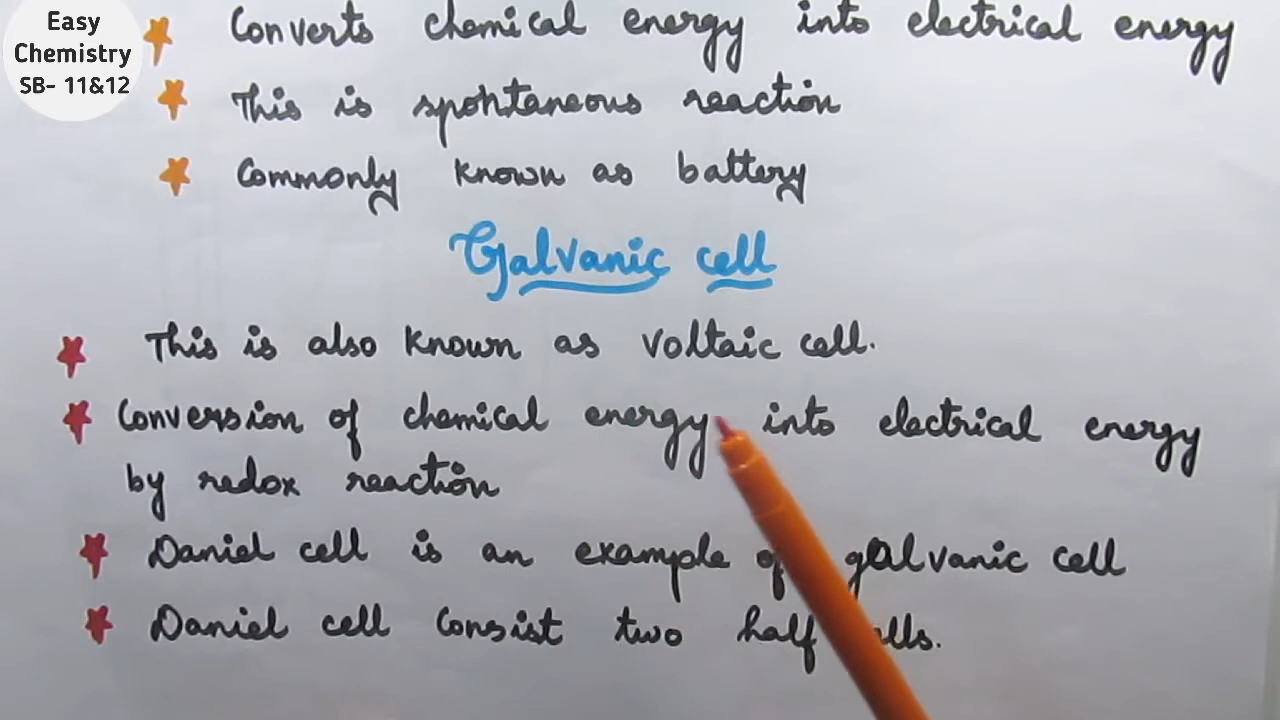 Easy
Chemistry
SB- 11&12
Converts chemical energy into electrical energy
This is spontaneous reaction
Commonly known as battery
Galvanic cell
This is also known as voltaic cell.
Conversion of chemical energy into electrical energy
by redox reaction
Daniel cell is an example galvanic cell
Daniel cell consist two half